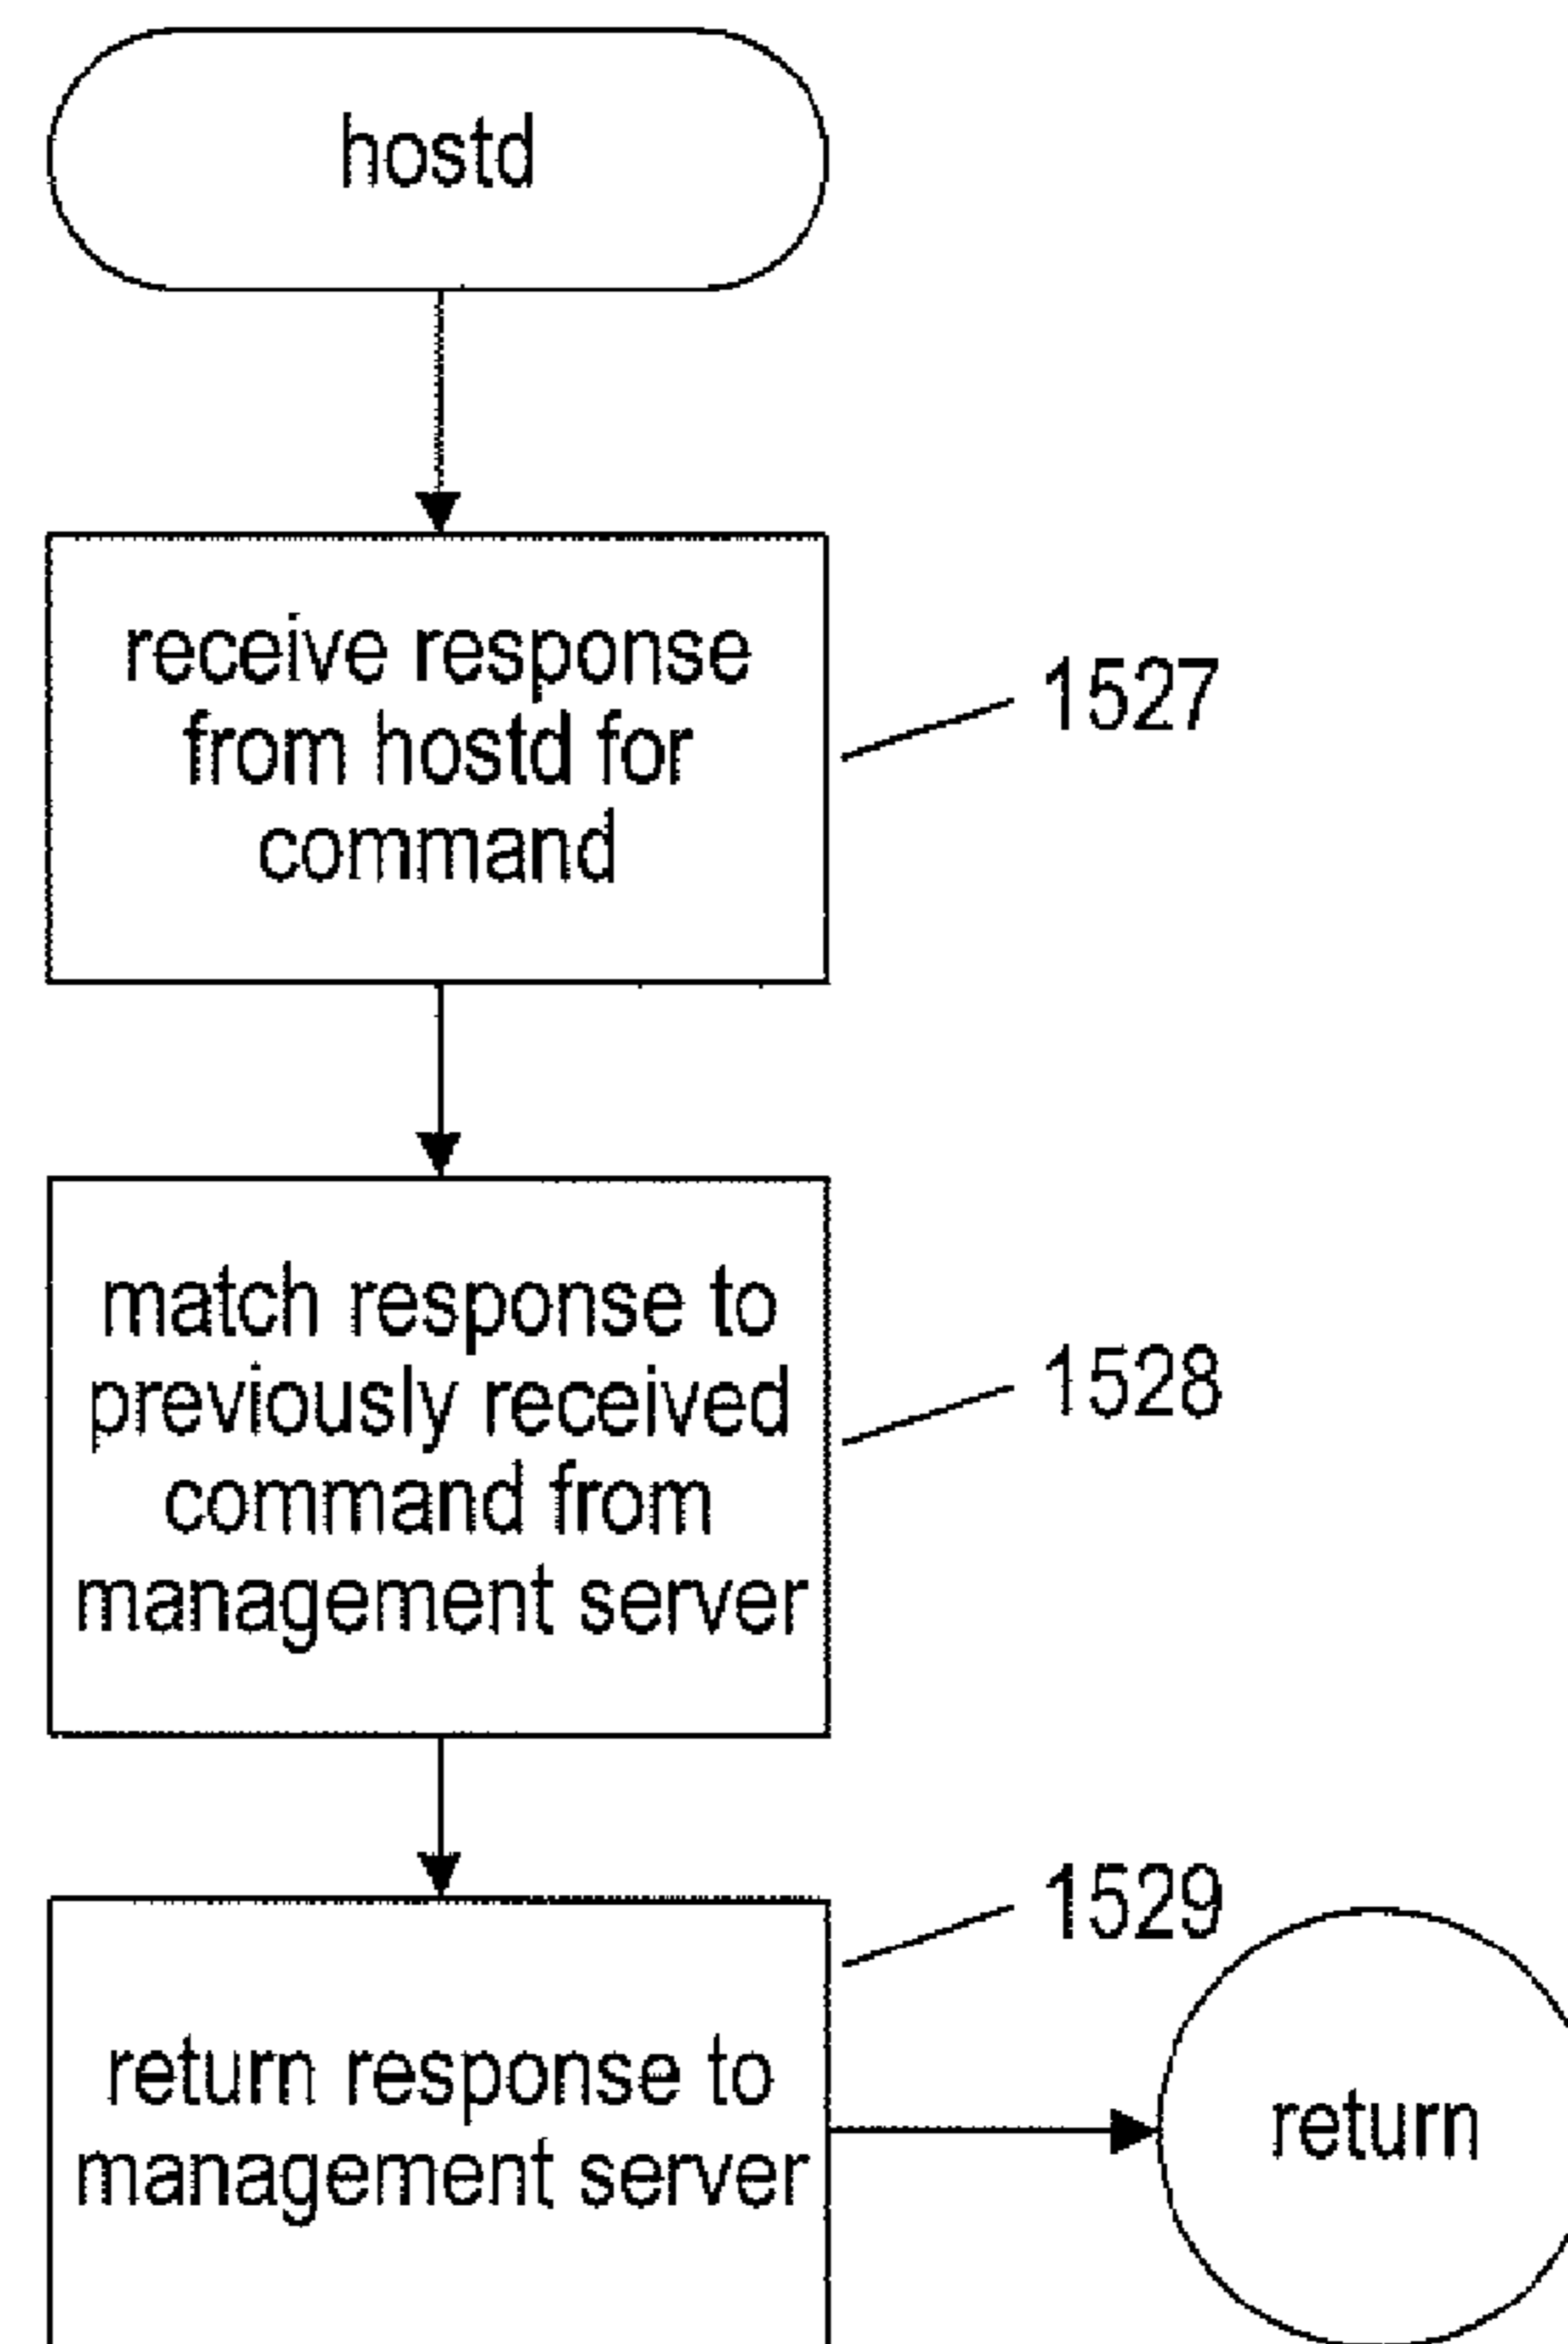 hostd
receive response
from hostd for
command
1527
match response to
previously received
command from
management server
1528
1529
return response to
management server
return